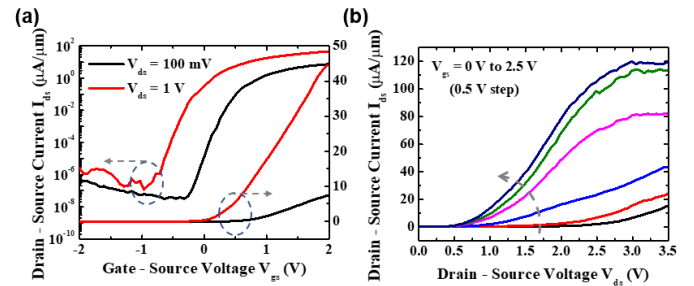 (a)
(b)
Drain - Source Current I_ds (μA/μm)
10^2
10^0
10^-2
10^-4
10^-6
10^-8
10^-10
V_ds = 100 mV
V_ds = 1 V
50
40
30
20
10
0
-2 -1 0 1 2
Gate - Source Voltage V_gs (V)
Drain - Source Current I_ds (μA/μm)
120
100
80
60
40
20
0
V_gs = 0 V to 2.5 V
(0.5 V step)
0.0 0.5 1.0 1.5 2.0 2.5 3.0 3.5
Drain - Source Voltage V_ds (V)